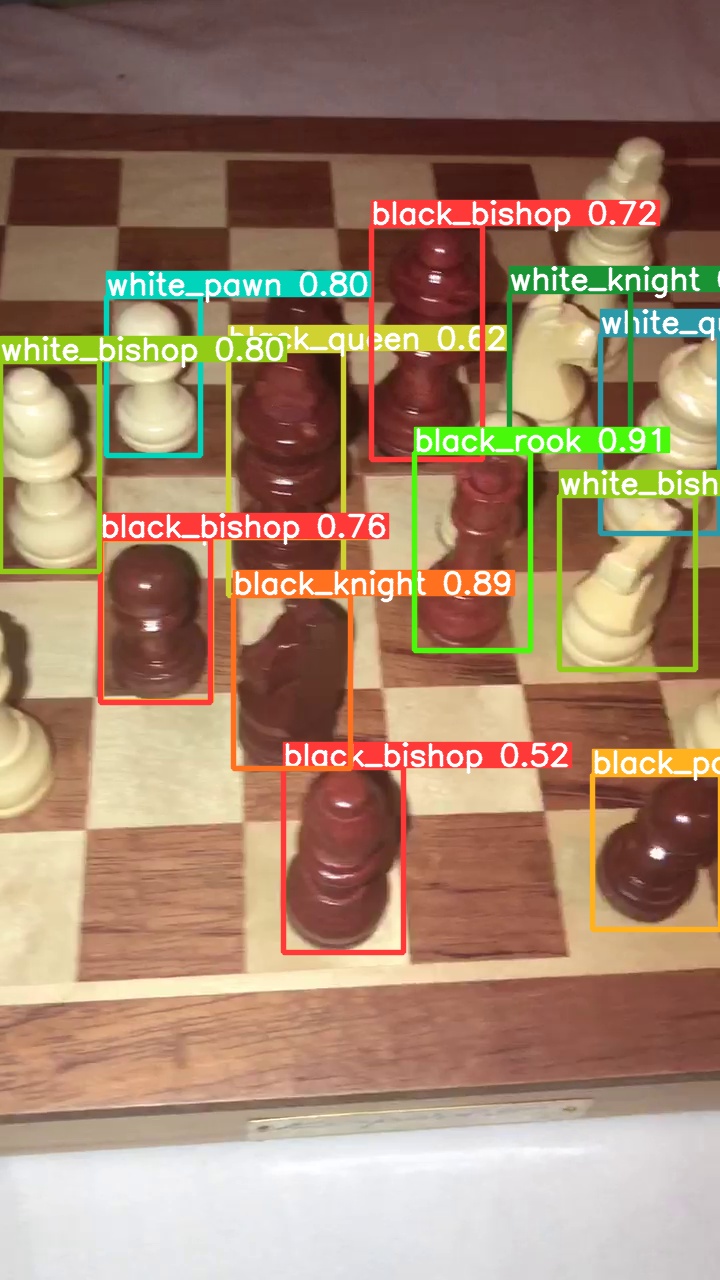 black_bishop 0.72
white_knight
white_pawn 0.80
white_bishop 0.80
black_queen 0.62
black_rook 0.91
white_bish
black_bishop 0.76
black_knight 0.89
black_bishop 0.52